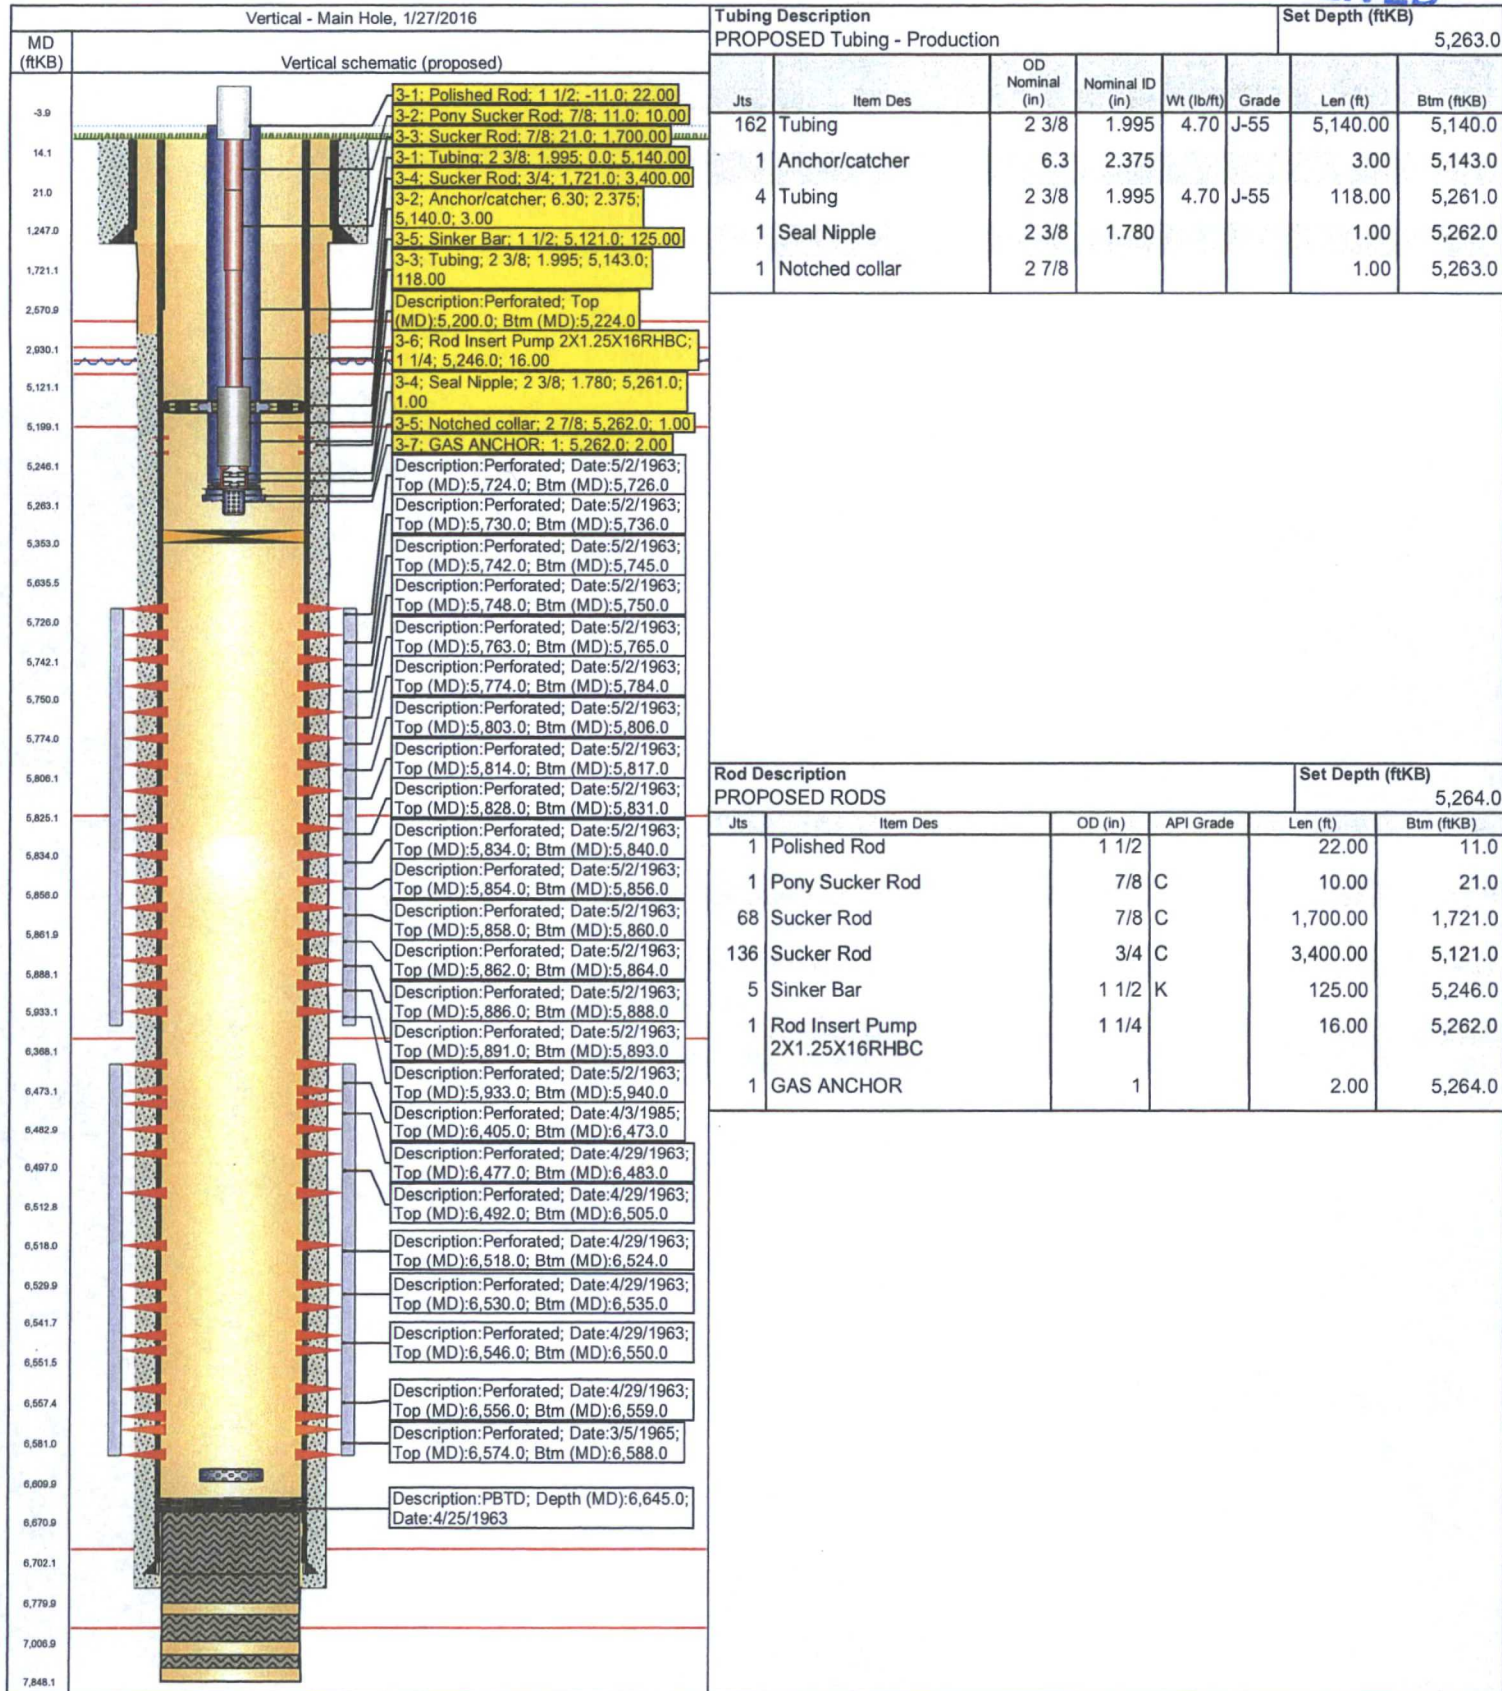 Vertical - Main Hole, 1/27/2016
MD
(ftKB)
Vertical schematic (proposed)
-3.9
14.1
21.0
1,247.0
1,721.1
2,570.9
2,930.1
5,121.1
5,199.1
5,246.1
5,263.1
5,353.0
5,635.5
5,726.0
5,742.1
5,750.0
5,774.0
5,806.1
5,825.1
5,834.0
5,856.0
5,861.9
5,888.1
5,933.1
6,368.1
6,473.1
6,482.9
6,497.0
6,512.8
6,518.0
6,529.9
6,541.7
6,551.5
6,557.4
6,581.0
6,609.9
6,670.9
6,702.1
6,779.9
7,006.9
7,848.1
3-1; Polished Rod; 1 1/2; -11.0; 22.00
3-2; Pony Sucker Rod; 7/8; 11.0; 10.00
3-3; Sucker Rod; 7/8; 21.0; 1,700.00
3-1; Tubing; 2 3/8; 1.995; 0.0; 5,140.00
3-4; Sucker Rod; 3/4; 1,721.0; 3,400.00
3-2; Anchor/catcher; 6.30; 2.375;
5,140.0; 3.00
3-5; Sinker Bar; 1 1/2; 5,121.0; 125.00
3-3; Tubing; 2 3/8; 1.995; 5,143.0;
118.00
Description:Perforated; Top
(MD):5,200.0; Btm (MD):5,224.0
3-6; Rod Insert Pump 2X1.25X16RHBC;
1 1/4; 5,246.0; 16.00
3-4; Seal Nipple; 2 3/8; 1.780; 5,261.0;
1.00
3-5; Notched collar; 2 7/8; 5,262.0; 1.00
3-7; GAS ANCHOR; 1; 5,262.0; 2.00
Description:Perforated; Date:5/2/1963;
Top (MD):5,724.0; Btm (MD):5,726.0
Description:Perforated; Date:5/2/1963;
Top (MD):5,730.0; Btm (MD):5,736.0
Description:Perforated; Date:5/2/1963;
Top (MD):5,742.0; Btm (MD):5,745.0
Description:Perforated; Date:5/2/1963;
Top (MD):5,748.0; Btm (MD):5,750.0
Description:Perforated; Date:5/2/1963;
Top (MD):5,763.0; Btm (MD):5,765.0
Description:Perforated; Date:5/2/1963;
Top (MD):5,774.0; Btm (MD):5,784.0
Description:Perforated; Date:5/2/1963;
Top (MD):5,803.0; Btm (MD):5,806.0
Description:Perforated; Date:5/2/1963;
Top (MD):5,814.0; Btm (MD):5,817.0
Description:Perforated; Date:5/2/1963;
Top (MD):5,828.0; Btm (MD):5,831.0
Description:Perforated; Date:5/2/1963;
Top (MD):5,834.0; Btm (MD):5,840.0
Description:Perforated; Date:5/2/1963;
Top (MD):5,854.0; Btm (MD):5,856.0
Description:Perforated; Date:5/2/1963;
Top (MD):5,858.0; Btm (MD):5,860.0
Description:Perforated; Date:5/2/1963;
Top (MD):5,862.0; Btm (MD):5,864.0
Description:Perforated; Date:5/2/1963;
Top (MD):5,886.0; Btm (MD):5,888.0
Description:Perforated; Date:5/2/1963;
Top (MD):5,891.0; Btm (MD):5,893.0
Description:Perforated; Date:5/2/1963;
Top (MD):5,933.0; Btm (MD):5,940.0
Description:Perforated; Date:4/3/1985;
Top (MD):6,405.0; Btm (MD):6,473.0
Description:Perforated; Date:4/29/1963;
Top (MD):6,477.0; Btm (MD):6,483.0
Description:Perforated; Date:4/29/1963;
Top (MD):6,492.0; Btm (MD):6,505.0
Description:Perforated; Date:4/29/1963;
Top (MD):6,518.0; Btm (MD):6,524.0
Description:Perforated; Date:4/29/1963;
Top (MD):6,530.0; Btm (MD):6,535.0
Description:Perforated; Date:4/29/1963;
Top (MD):6,546.0; Btm (MD):6,550.0
Description:Perforated; Date:4/29/1963;
Top (MD):6,556.0; Btm (MD):6,559.0
Description:Perforated; Date:3/5/1965;
Top (MD):6,574.0; Btm (MD):6,588.0
Description:PBTD; Depth (MD):6,645.0;
Date:4/25/1963
Tubing Description Set Depth (ftKB)
PROPOSED Tubing - Production 5,263.0
Jts Item Des OD Nominal (in) Nominal ID (in) Wt (lb/ft) Grade Len (ft) Btm (ftKB)
162 Tubing 2 3/8 1.995 4.70 J-55 5,140.00 5,140.0
1 Anchor/catcher 6.3 2.375 3.00 5,143.0
4 Tubing 2 3/8 1.995 4.70 J-55 118.00 5,261.0
1 Seal Nipple 2 3/8 1.780 1.00 5,262.0
1 Notched collar 2 7/8 1.00 5,263.0
Rod Description Set Depth (ftKB)
PROPOSED RODS 5,264.0
Jts Item Des OD (in) API Grade Len (ft) Btm (ftKB)
1 Polished Rod 1 1/2 22.00 11.0
1 Pony Sucker Rod 7/8 C 10.00 21.0
68 Sucker Rod 7/8 C 1,700.00 1,721.0
136 Sucker Rod 3/4 C 3,400.00 5,121.0
5 Sinker Bar 1 1/2 K 125.00 5,246.0
1 Rod Insert Pump 1 1/4 16.00 5,262.0
2X1.25X16RHBC
1 GAS ANCHOR 1 2.00 5,264.0